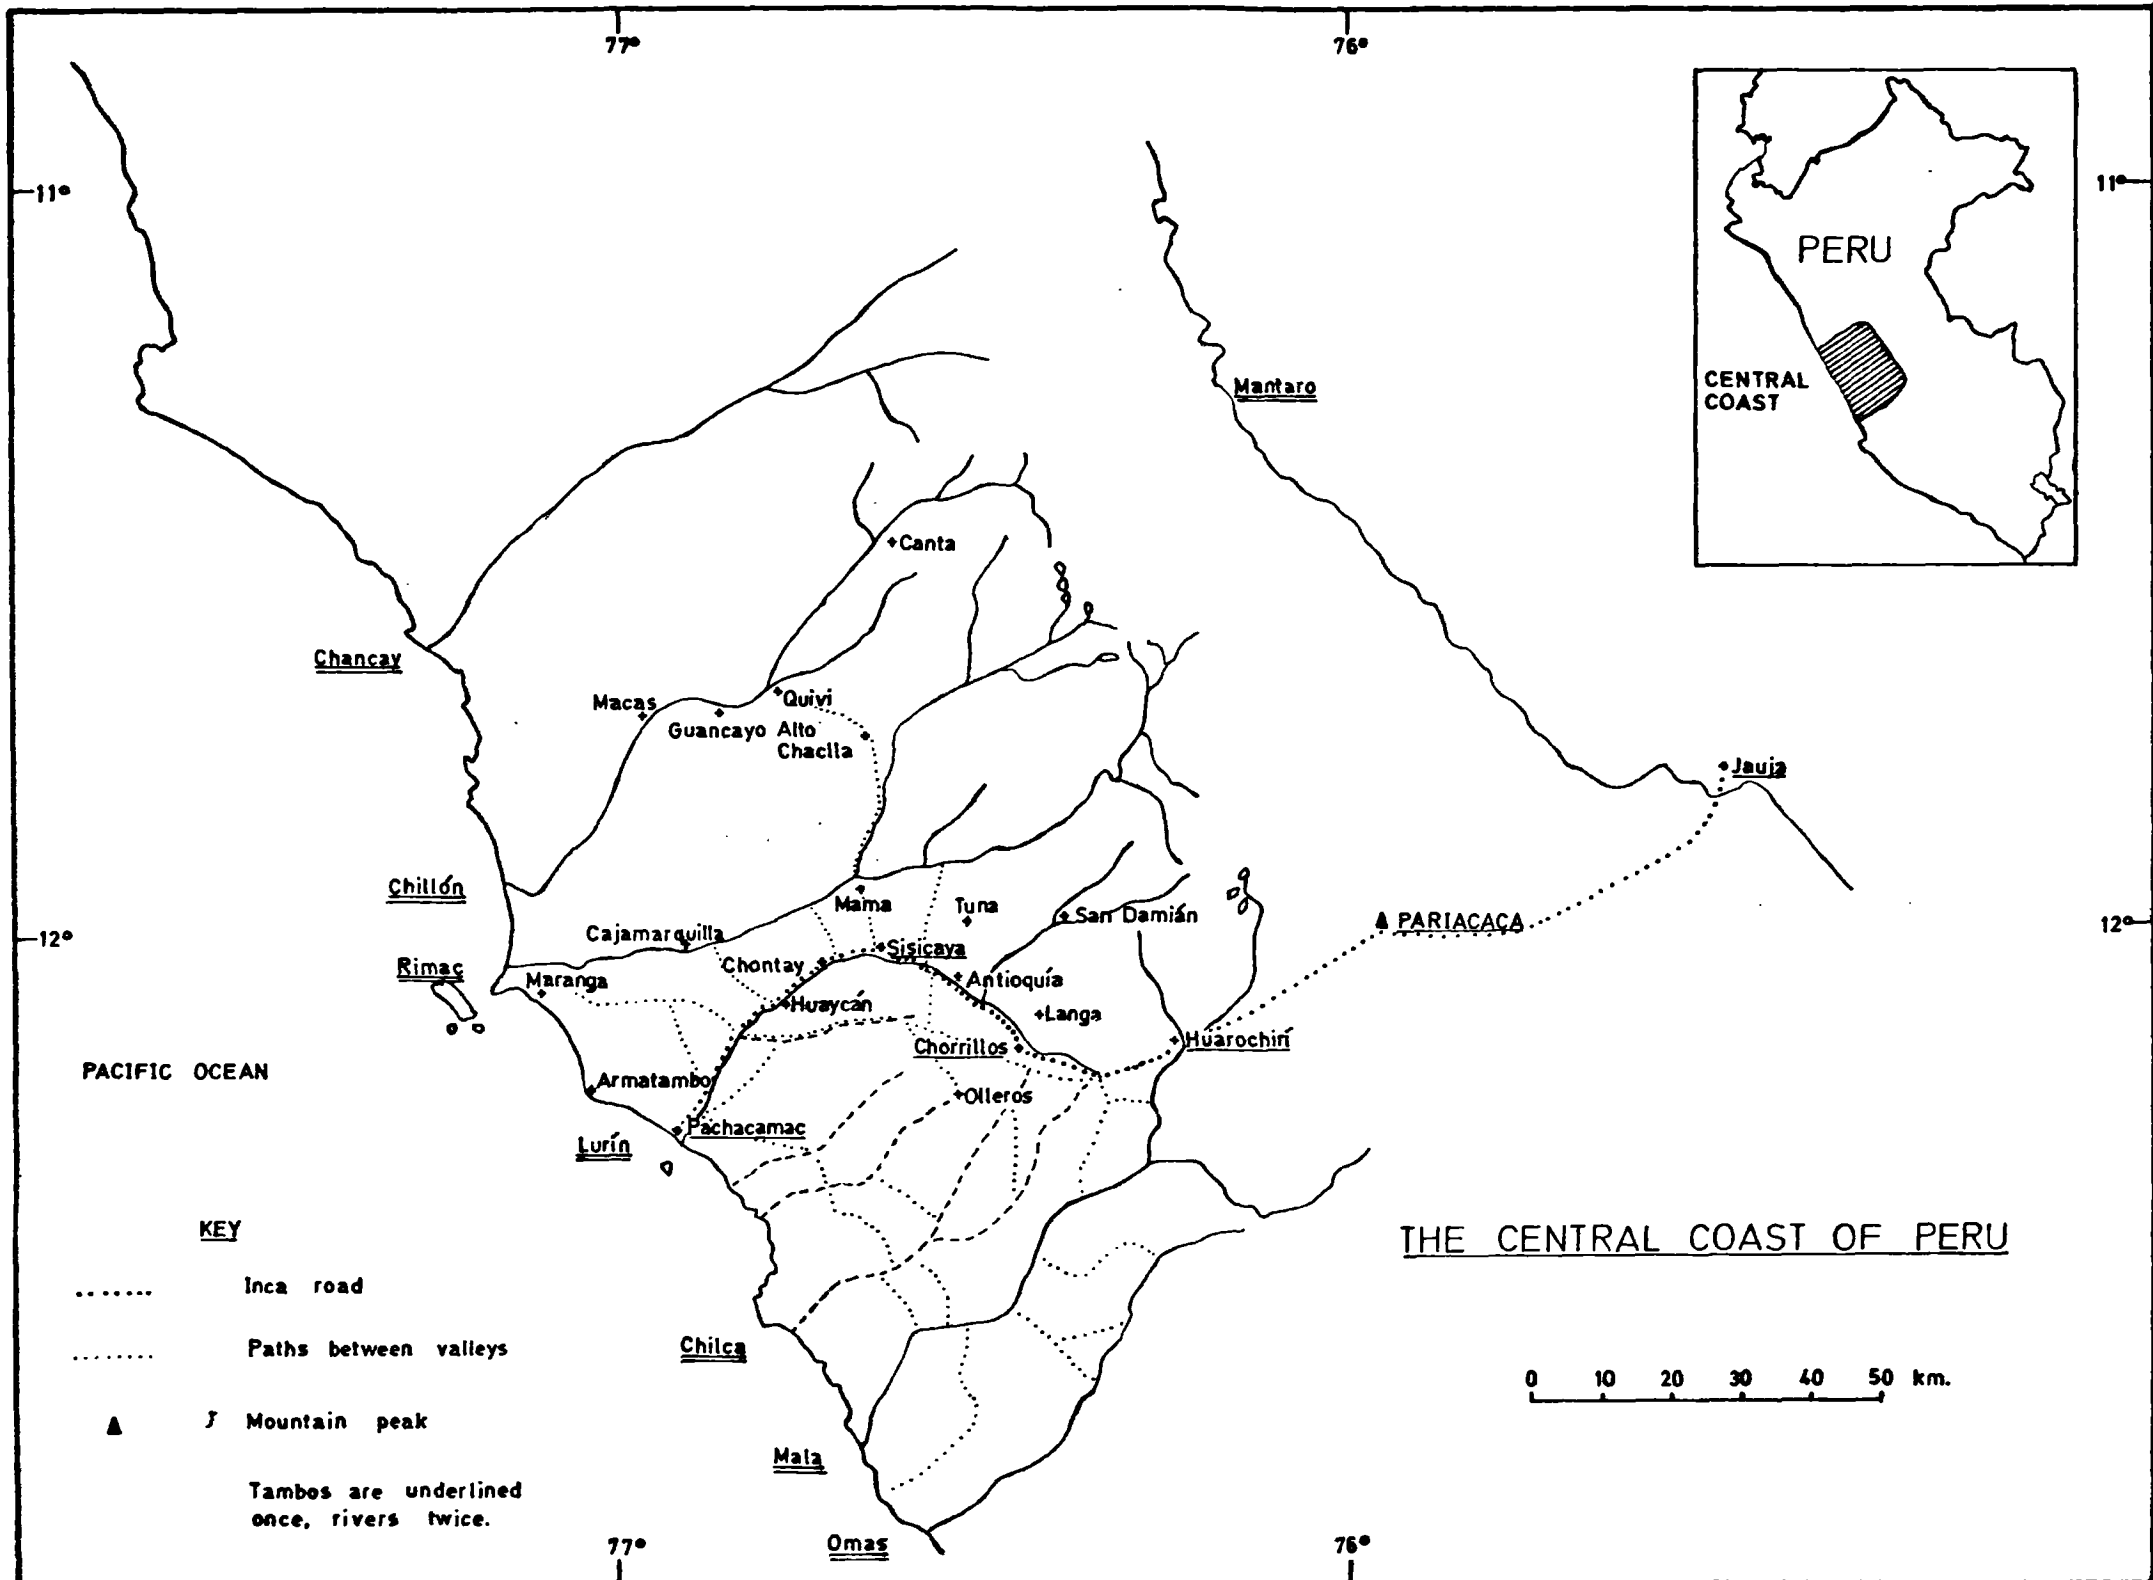 77°
76°
11°
11°
PERU
CENTRAL
COAST
Mantaro
Canta
Chancay
Macas
Quivi
Guancayo Alto
Chaclla
Jauja
Chillón
Mama
Tuna
San Damián
PARIACACA
12°
12°
Cajamarquilla
Sisicaya
Rimac
Chontay
Maranga
Antioquía
Huaycán
Langa
Chorrillos
Huarochirí
PACIFIC OCEAN
Armatambo
Olleros
Pachacamac
Lurín
KEY
THE CENTRAL COAST OF PERU
Inca road
Paths between valleys
Chilca
0 10 20 30 40 50 km.
Mountain peak
Mala
Tambos are underlined
once, rivers twice.
Omas
77°
76°